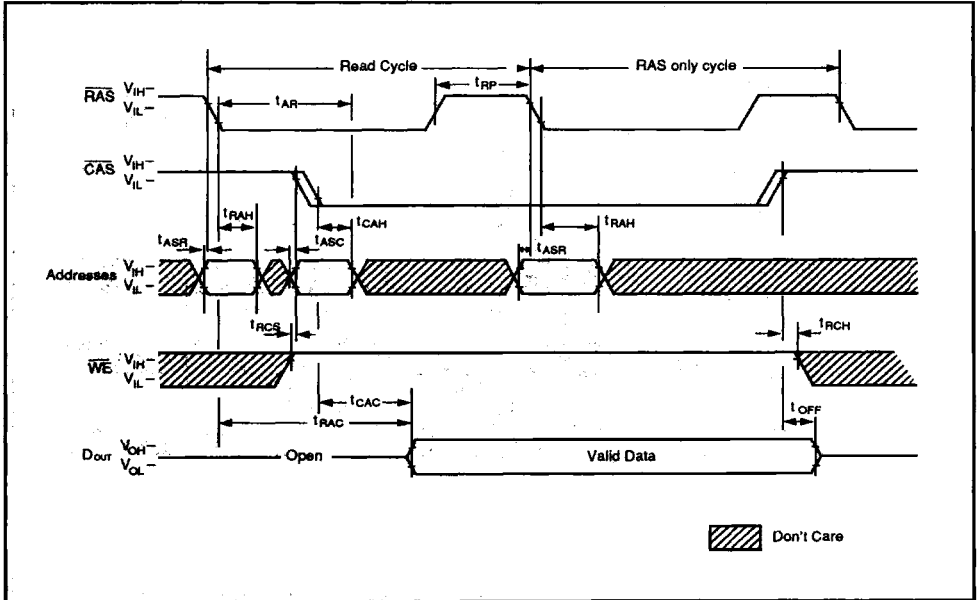 Read Cycle
RAS only cycle
tRP
RAS VIH–
VIL–
tAR
CAS VIH–
VIL–
tRAH
tCAH
tRAH
tASR
tASC
tASR
Addresses VIH–
VIL–
tRCS
tRCH
WE VIH–
VIL–
tCAC
tRAC
tOFF
DOUT VOH–
VOL–
Open
Valid Data
Don't Care